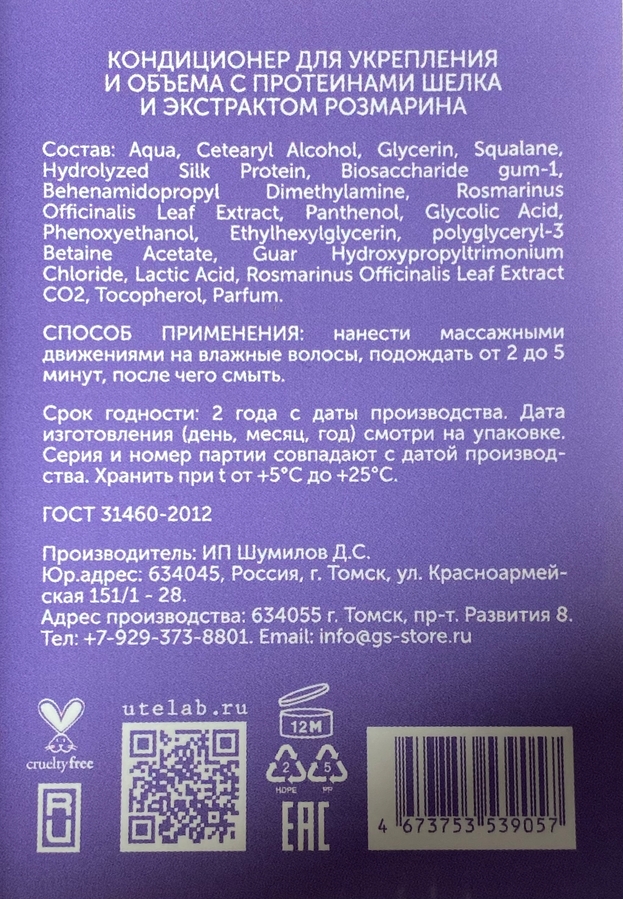 КОНДИЦИОНЕР ДЛЯ УКРЕПЛЕНИЯ
И ОБЪЕМА С ПРОТЕИНАМИ ШЕЛКА
И ЭКСТРАКТОМ РОЗМАРИНА
Состав: Aqua, Cetearyl Alcohol, Glycerin, Squalane,
Hydrolyzed Silk Protein, Biosaccharide gum-1,
Behenamidopropyl Dimethylamine, Rosmarinus
Officinalis Leaf Extract, Panthenol, Glycolic Acid,
Phenoxyethanol, Ethylhexylglycerin, polyglyceryl-3
Betaine Acetate, Guar Hydroxypropyltrimonium
Chloride, Lactic Acid, Rosmarinus Officinalis Leaf Extract
CO2, Tocopherol, Parfum.
СПОСОБ ПРИМЕНЕНИЯ: нанести массажными
движениями на влажные волосы, подождать от 2 до 5
минут, после чего смыть.
Срок годности: 2 года с даты производства. Дата
изготовления (день, месяц, год) смотри на упаковке.
Серия и номер партии совпадают с датой производ-
ства. Хранить при t от +5°C до +25°C.
ГОСТ 31460-2012
Производитель: ИП Шумилов Д.С.
Юр.адрес: 634045, Россия, г. Томск, ул. Красноармей-
ская 151/1 - 28.
Адрес производства: 634055 г. Томск, пр-т. Развития 8.
Тел: +7-929-373-8801. Email: info@gs-store.ru
utelab.ru
12M
crueltyfree
2 5
HDPE PP
RU
EAC
4 673753 539057